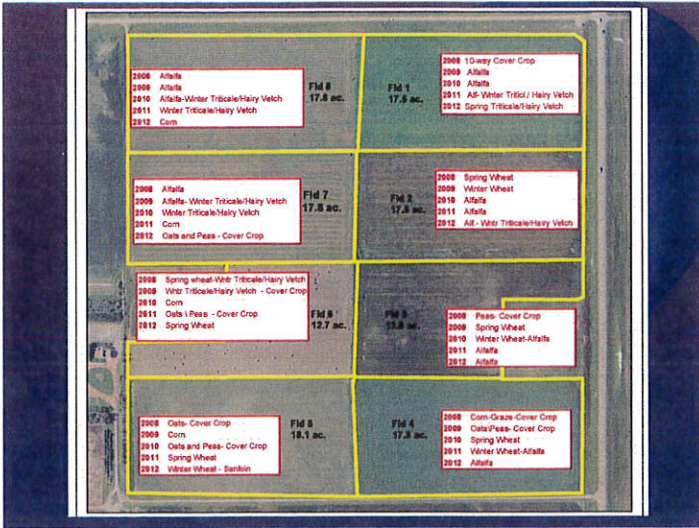 2008 Alfalfa
2009 Alfalfa
2010 Alfalfa-Winter Triticale/Hairy Vetch
2011 Winter Triticale/Hairy Vetch
2012 Corn
Fld 8
17.8 ac.
Fld 1
17.6 ac.
2008 10-way Cover Crop
2009 Alfalfa
2010 Alfalfa
2011 Alf- Winter Triticl./ Hairy Vetch
2012 Spring Triticale/Hairy Vetch
2008 Alfalfa
2009 Alfalfa- Winter Triticale/Hairy Vetch
2010 Winter Triticale/Hairy Vetch
2011 Corn
2012 Oats and Peas - Cover Crop
Fld 7
17.8 ac.
Fld 2
17.8 ac.
2008 Spring Wheat
2009 Winter Wheat
2010 Alfalfa
2011 Alfalfa
2012 Alf.- Wntr Triticale/Hairy Vetch
2008 Spring wheat-Wntr Triticale/Hairy Vetch
2009 Wntr Triticale/Hairy Vetch - Cover Crop
2010 Corn
2011 Oats \ Peas - Cover Crop
2012 Spring Wheat
Fld 6
12.7 ac.
Fld 3
ac.
2008 Peas- Cover Crop
2009 Spring Wheat
2010 Winter Wheat-Alfalfa
2011 Alfalfa
2012 Alfalfa
2008 Oats- Cover Crop
2009 Corn
2010 Oats and Peas- Cover Crop
2011 Spring Wheat
2012 Winter Wheat - Sanfoin
Fld 5
18.1 ac.
Fld 4
17.8 ac.
2008 Corn-Graze-Cover Crop
2009 Oats\Peas- Cover Crop
2010 Spring Wheat
2011 Winter Wheat-Alfalfa
2012 Alfalfa